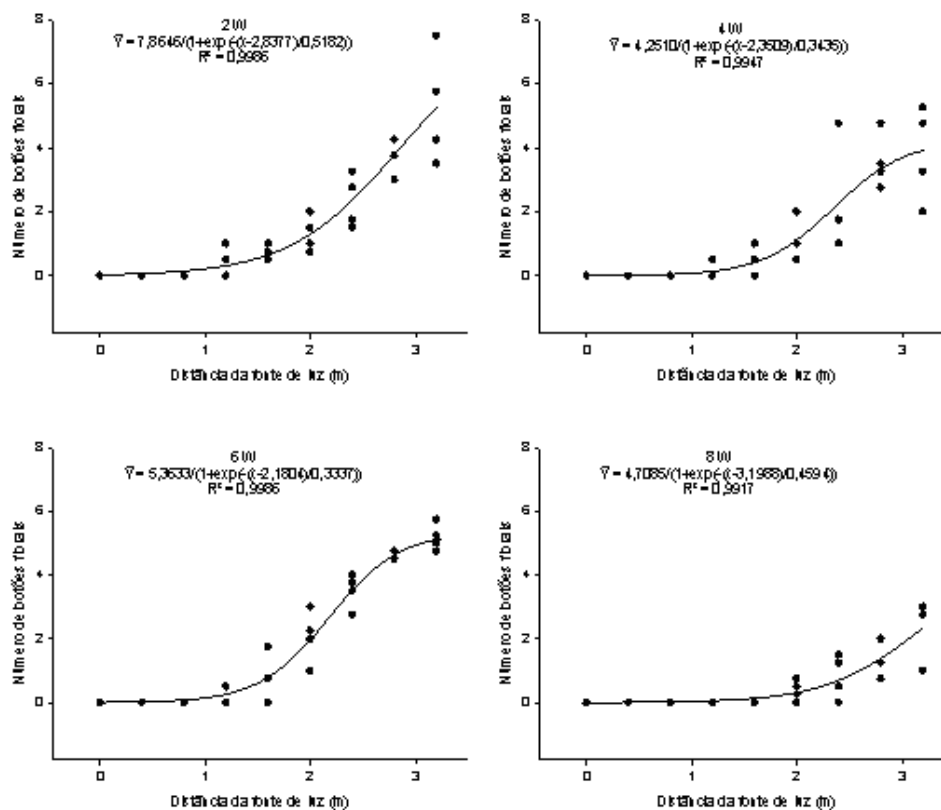 2 W
Ŷ = 7,8646/(1+exp-((x-2,8377)/0,5182))
R² = 0,9986
8
6
4
2
0
Número de botões florais
0 1 2 3
Distância da fonte de luz (m)
4 W
Ŷ = 4,2510/(1+exp-((x-2,3509)/0,3436))
R² = 0,9947
8
6
4
2
0
Número de botões florais
0 1 2 3
Distância da fonte de luz (m)
6 W
Ŷ = 5,3633/(1+exp-((x-2,1804)/0,3337))
R² = 0,9986
8
6
4
2
0
Número de botões florais
0 1 2 3
Distância da fonte de luz (m)
8 W
Ŷ = 4,7085/(1+exp-((x-3,1988)/0,4594))
R² = 0,9917
8
6
4
2
0
Número de botões florais
0 1 2 3
Distância da fonte de luz (m)